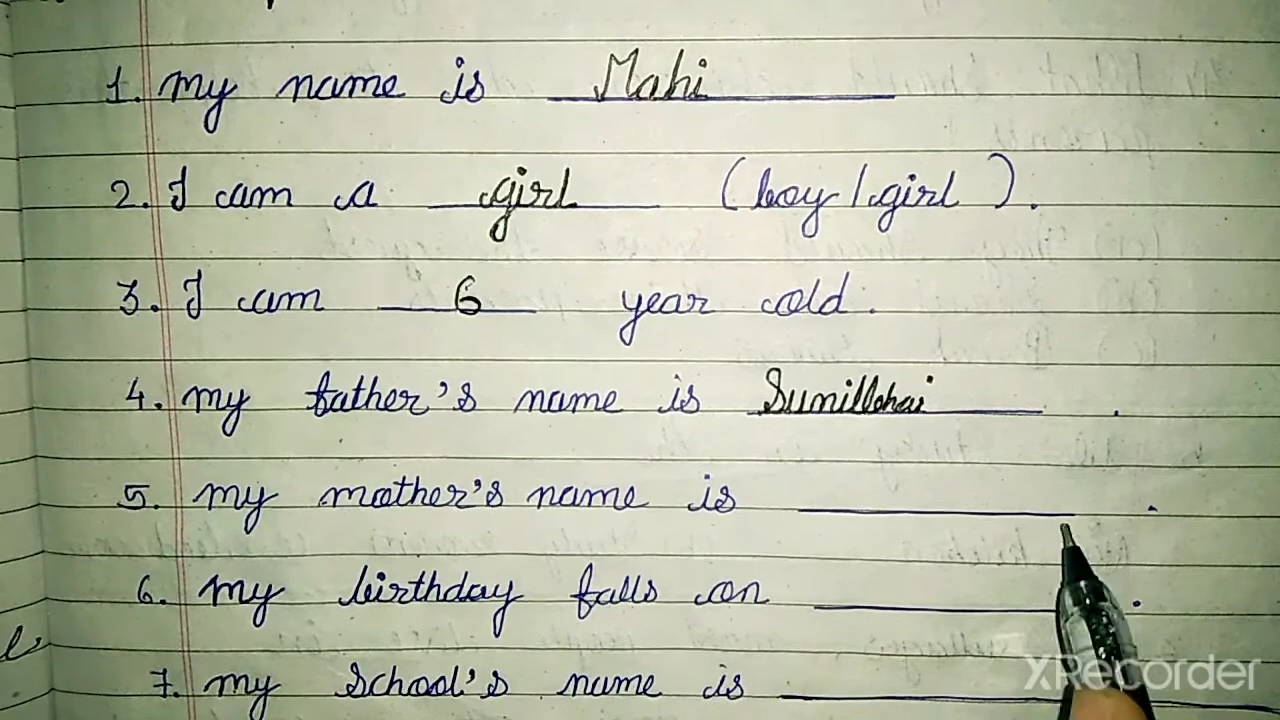 1. my name is Mahi
2. I am a girl (boy/girl).
3. I am 6 year old.
4. my father's name is Sunilbhai .
5. my mother's name is .
6. my birthday falls on .
7. my school's name is
XRecorder